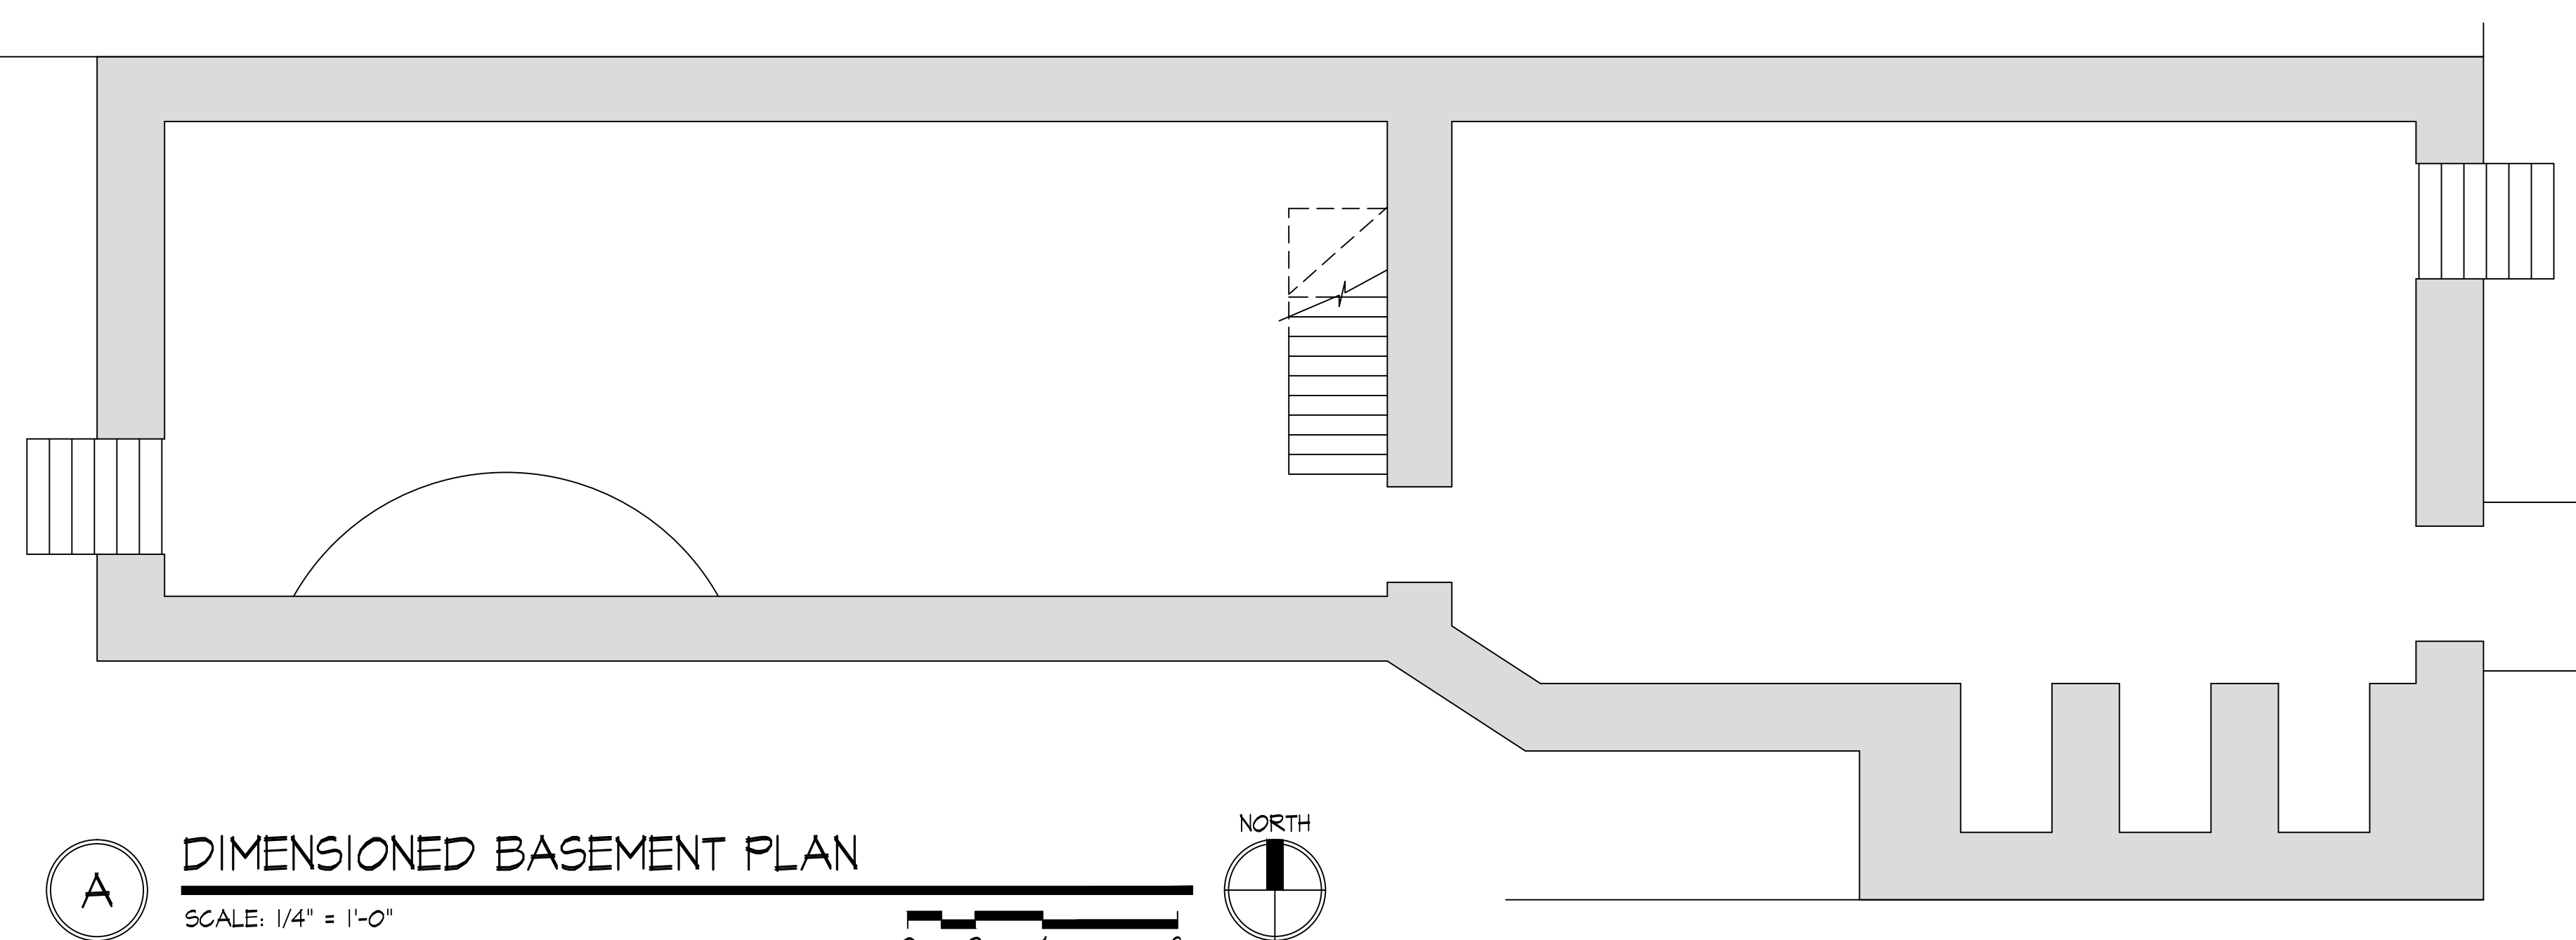 NORTH
DIMENSIONED BASEMENT PLAN
A
SCALE: 1/4" = 1'-0"